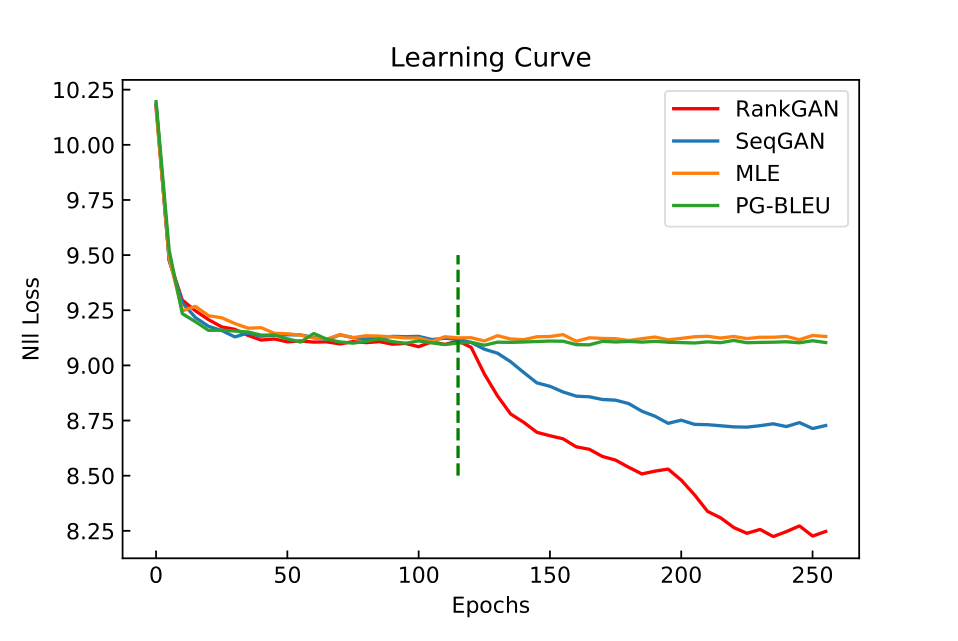 Learning Curve
10.25
10.00
9.75
9.50
9.25
9.00
8.75
8.50
8.25
Nll Loss
RankGAN
SeqGAN
MLE
PG-BLEU
0 50 100 150 200 250
Epochs